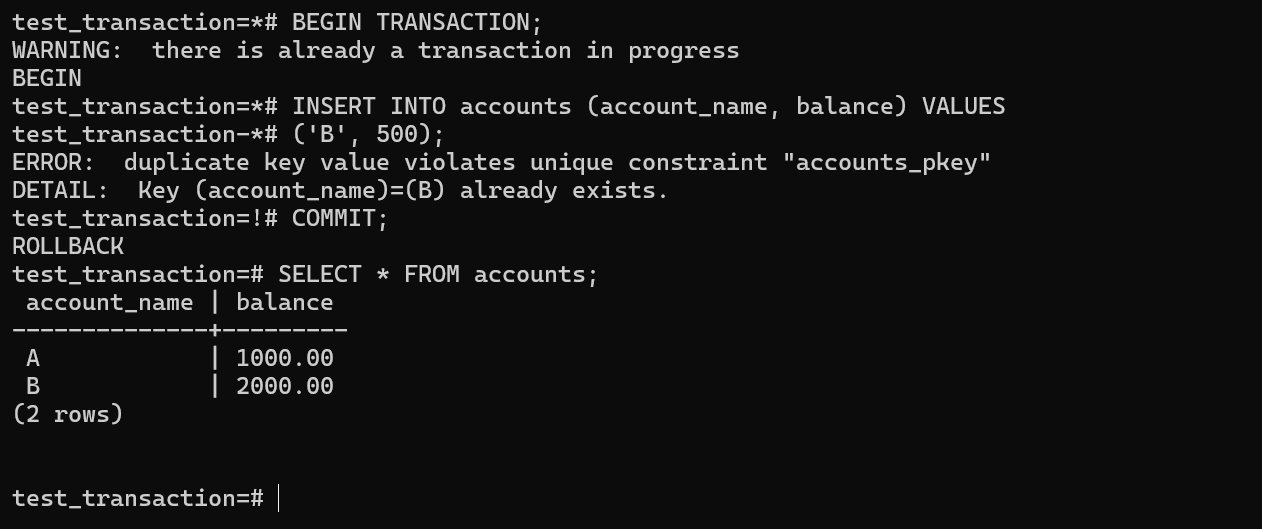 test_transaction=*# BEGIN TRANSACTION;
WARNING:  there is already a transaction in progress
BEGIN
test_transaction=*# INSERT INTO accounts (account_name, balance) VALUES
test_transaction-*# ('B', 500);
ERROR:  duplicate key value violates unique constraint "accounts_pkey"
DETAIL:  Key (account_name)=(B) already exists.
test_transaction=!# COMMIT;
ROLLBACK
test_transaction=# SELECT * FROM accounts;
 account_name | balance
--------------+---------
 A            | 1000.00
 B            | 2000.00
(2 rows)
test_transaction=#